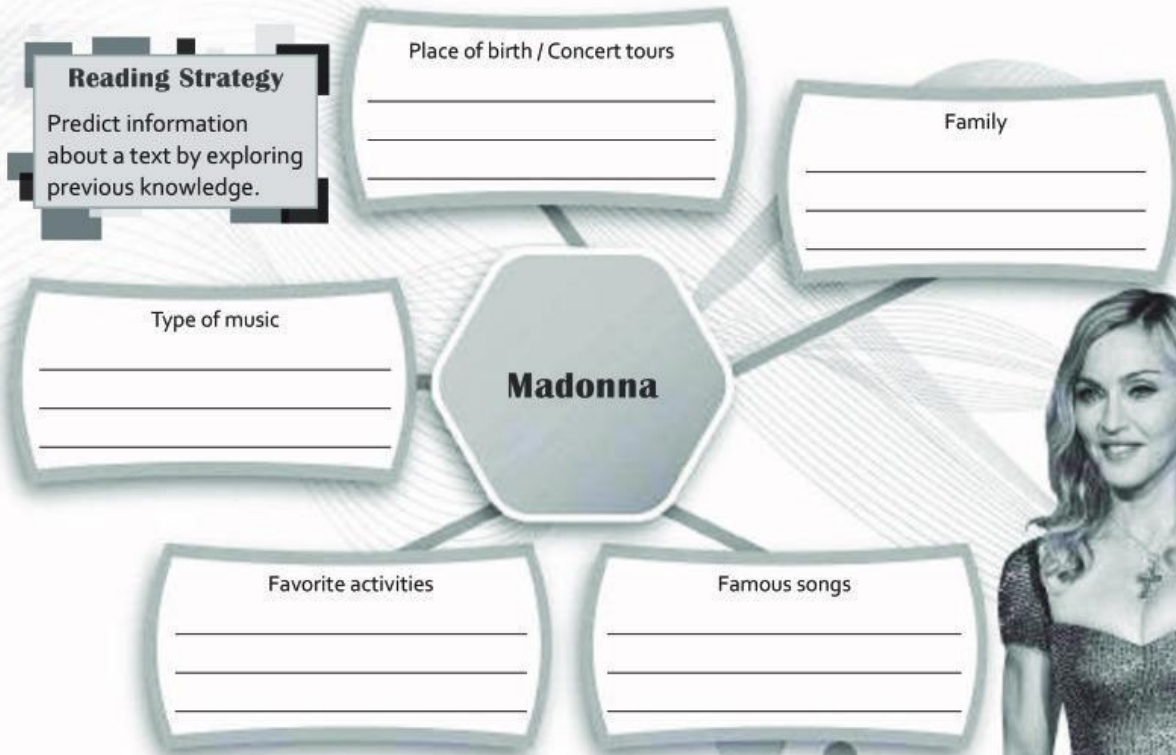 Reading Strategy
Predict information
about a text by exploring
previous knowledge.
Place of birth / Concert tours
Family
Type of music
Madonna
Favorite activities
Famous songs